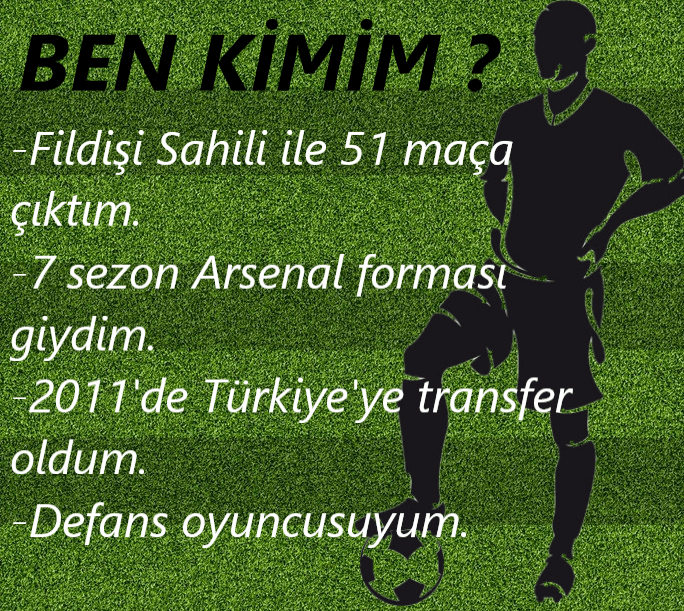 BEN KİMİM ?
-Fildişi Sahili ile 51 maça
çıktım.
-7 sezon Arsenal forması
giydim.
-2011'de Türkiye'ye transfer
oldum.
-Defans oyuncusuyum.